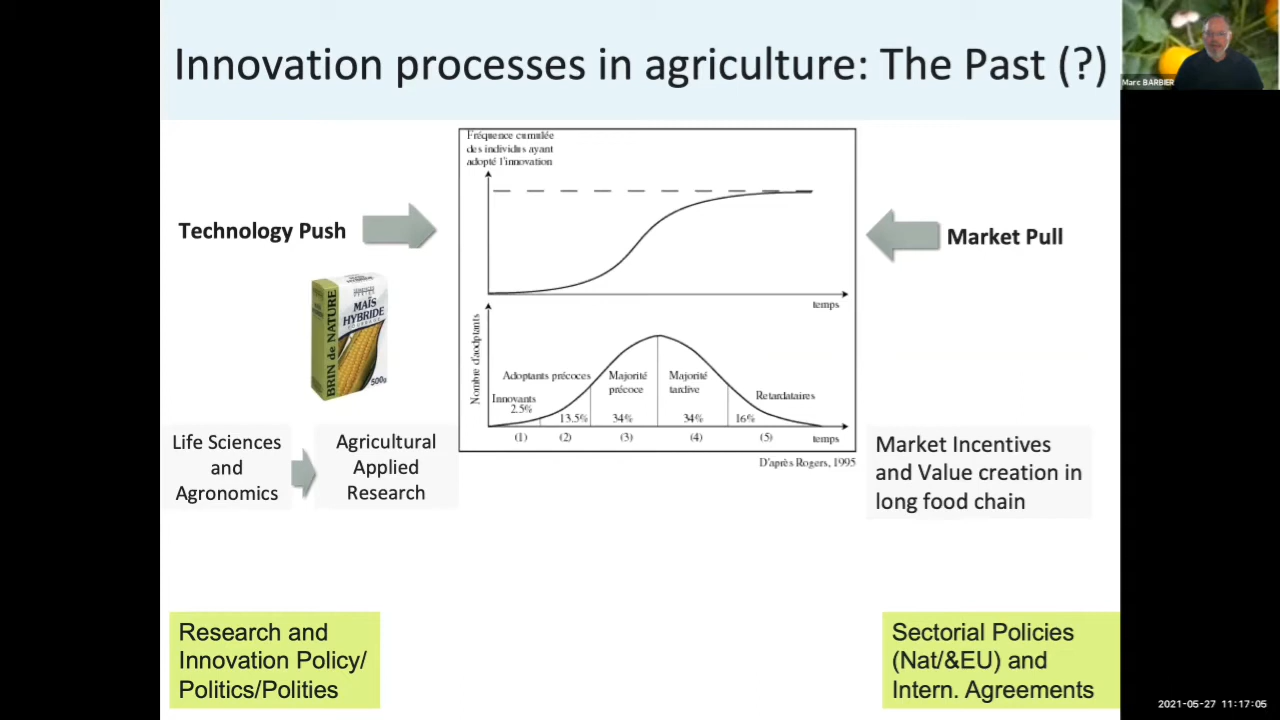 Innovation processes in agriculture: The Past (?)
Marc BARBIER
Fréquence cumulée
des individus ayant
adopté l'innovation
temps
Technology Push
Market Pull
MAÏS
HYBRIDE
BRIN de NATURE
500g
Nombre d'aodptants
Innovants
2.5%
Adoptants précoces
13.5%
Majorité
précoce
34%
Majorité
tardive
34%
Retardataires
16%
(1) (2) (3) (4) (5)
temps
D'après Rogers, 1995
Life Sciences
and
Agronomics
Agricultural
Applied
Research
Market Incentives
and Value creation in
long food chain
Research and
Innovation Policy/
Politics/Polities
Sectorial Policies
(Nat/&EU) and
Intern. Agreements
2021-05-27 11:17:05